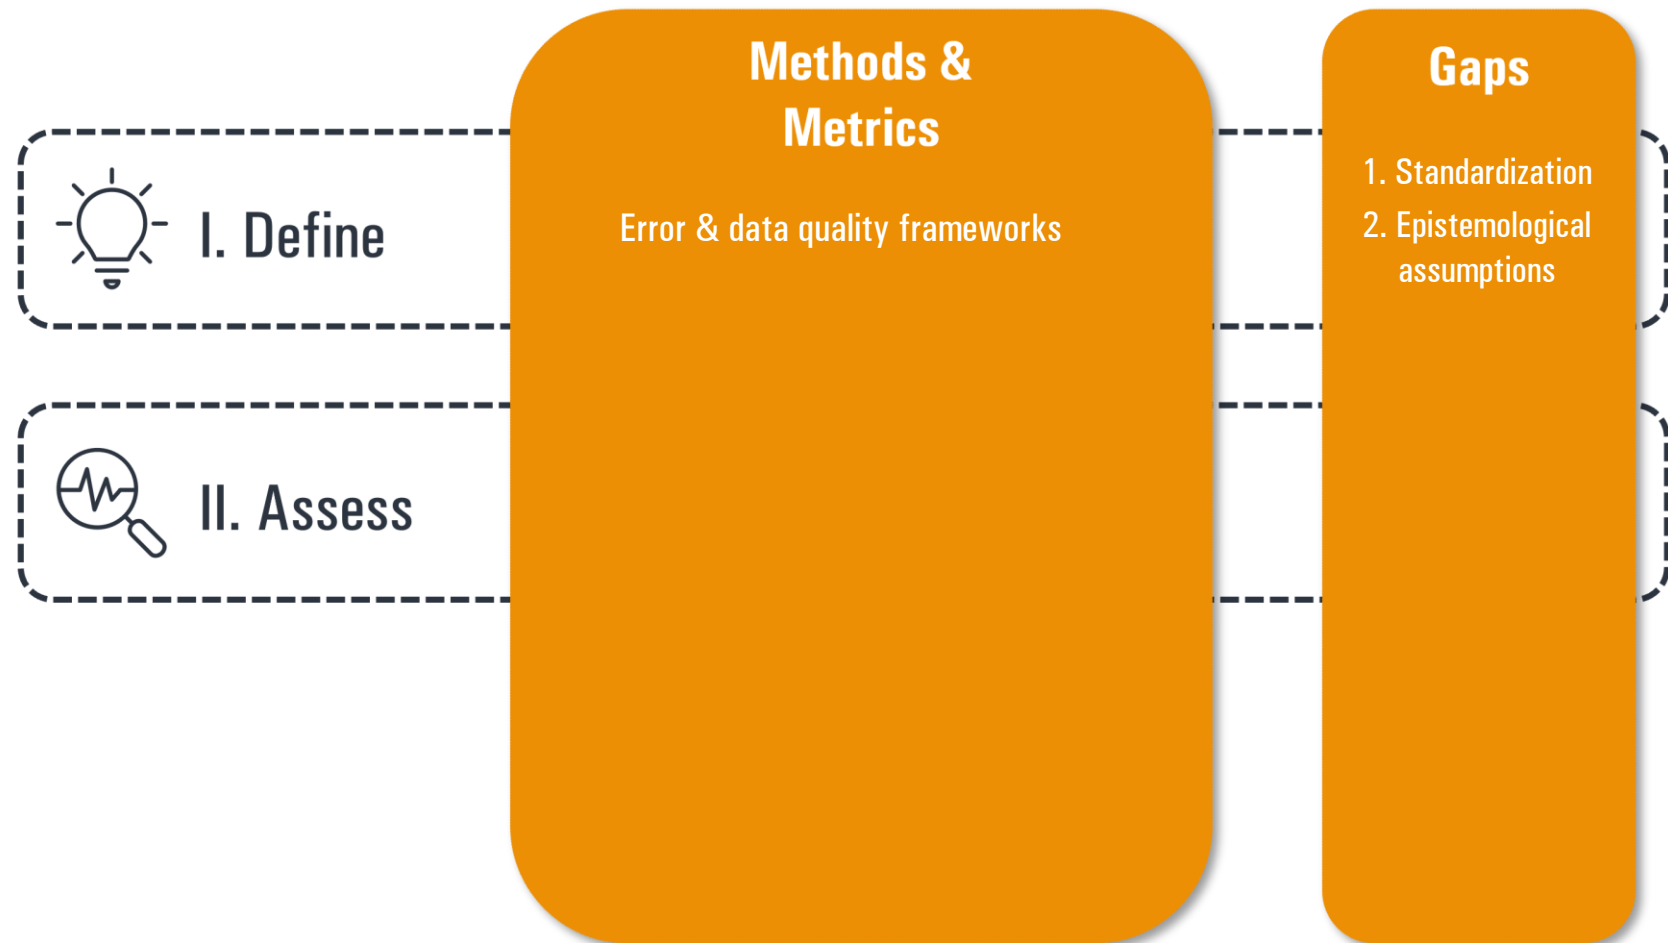 Methods &
Metrics
Gaps
I. Define
Error & data quality frameworks
1. Standardization
2. Epistemological
assumptions
II. Assess